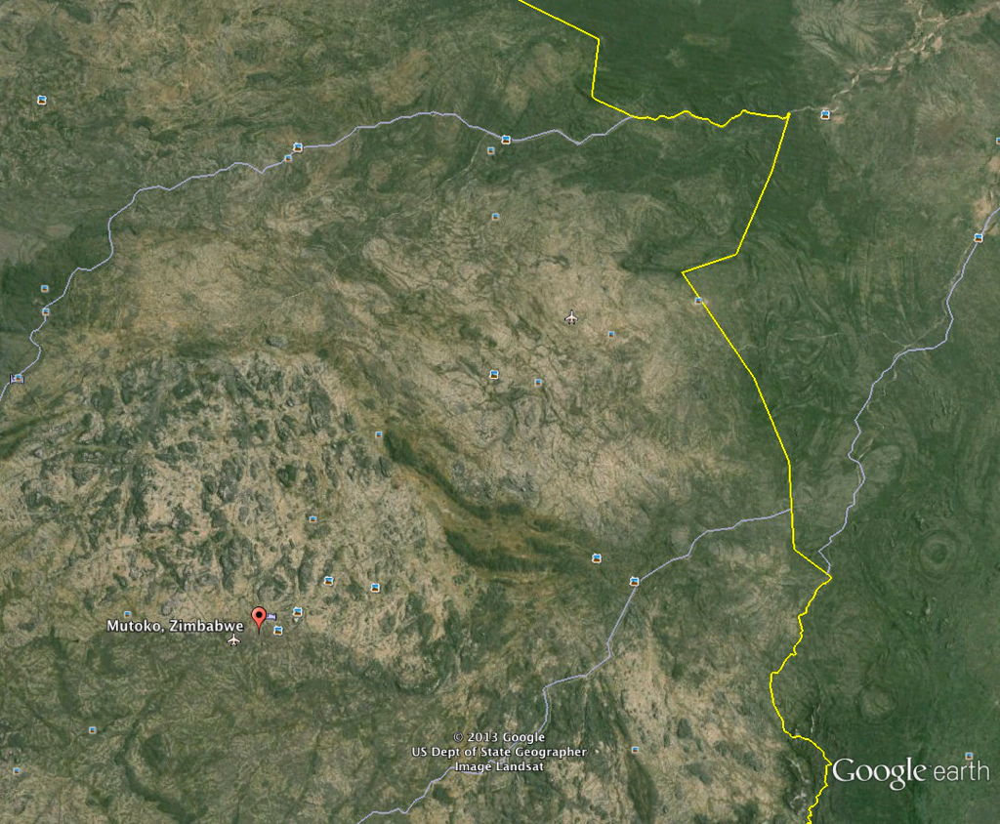 Mutoko, Zimbabwe
© 2013 Google
US Dept of State Geographer
Image Landsat
Google earth